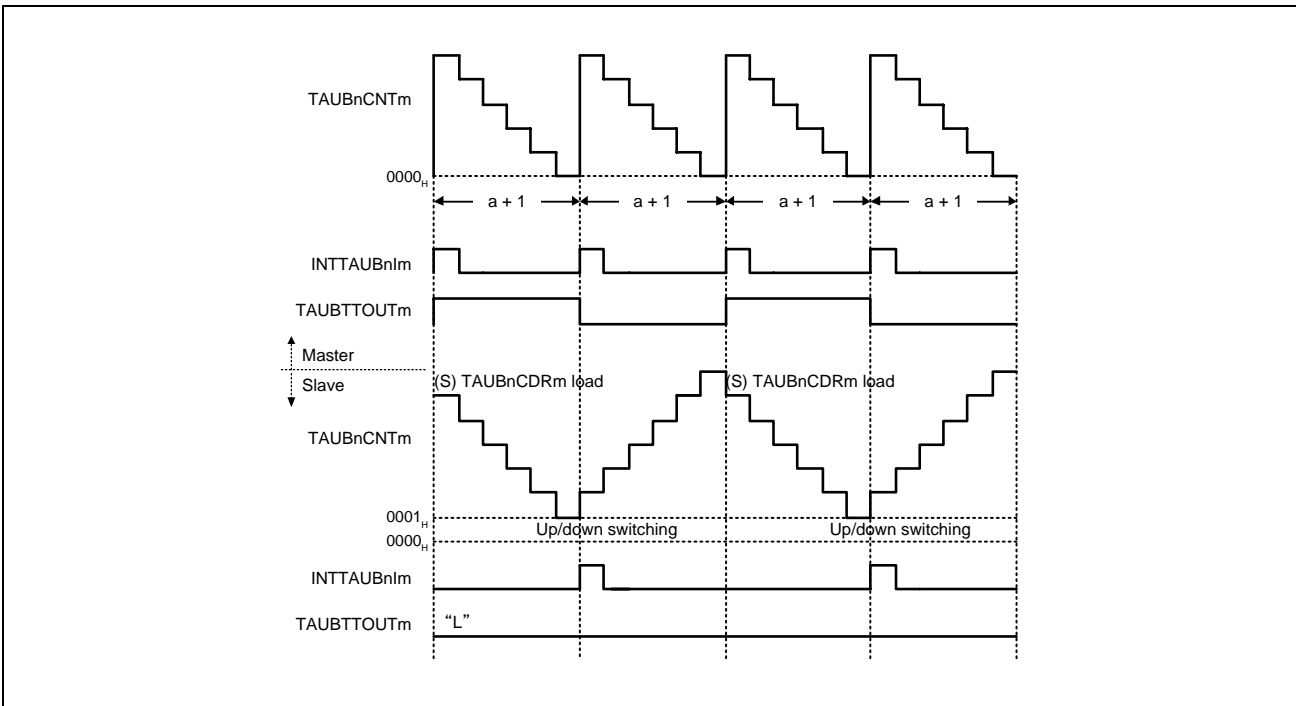 TAUBnCNTm
0000H
a + 1 a + 1 a + 1 a + 1
INTTAUBnIm
TAUBTTOUTm
Master
Slave
(S) TAUBnCDRm load (S) TAUBnCDRm load
TAUBnCNTm
0001H
Up/down switching Up/down switching
0000H
INTTAUBnIm
TAUBTTOUTm
“L”